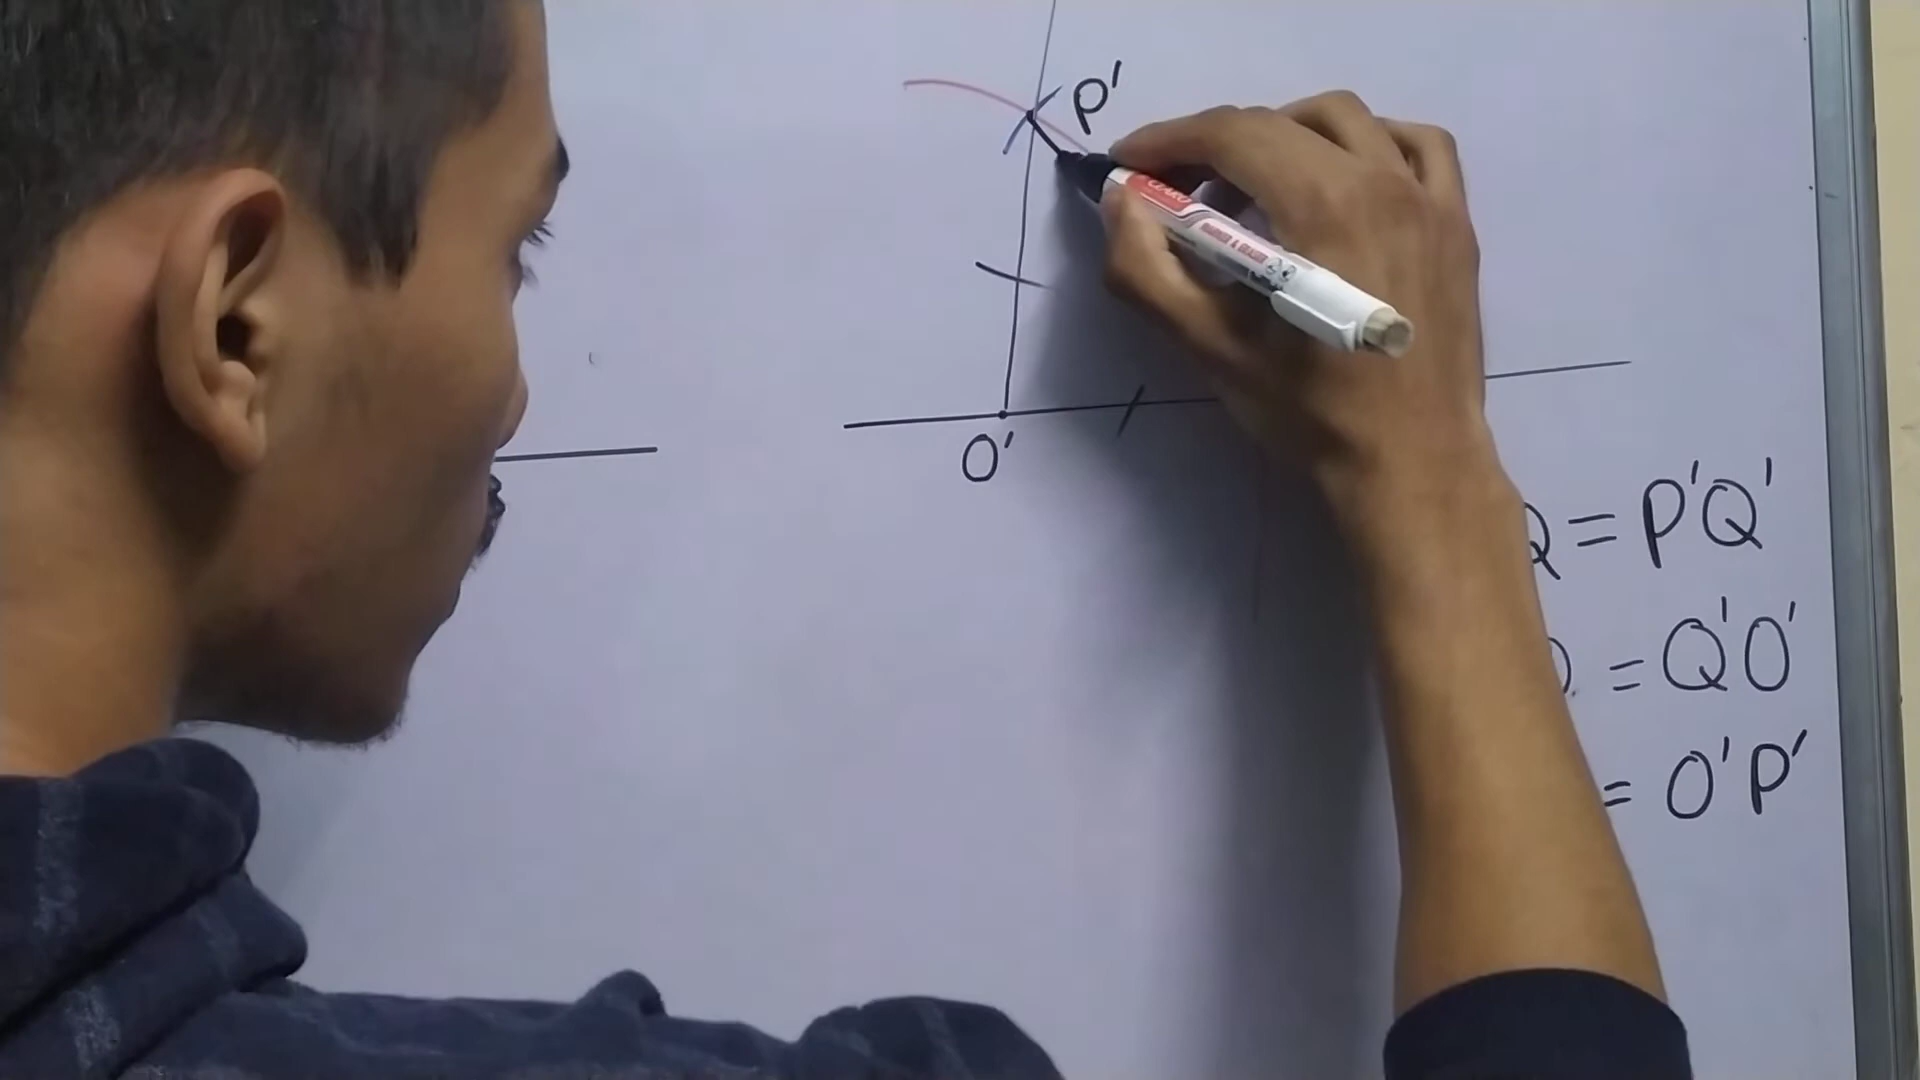 P'
O'
Q = P'Q'
= Q'O'
= O'P'